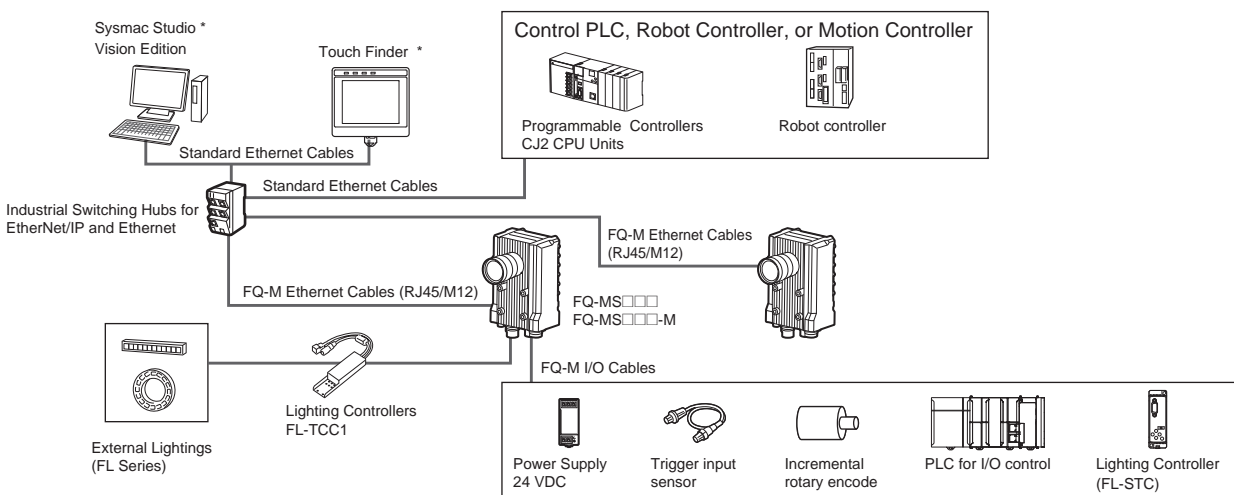 Sysmac Studio *
Vision Edition
Touch Finder *
Control PLC, Robot Controller, or Motion Controller
Programmable Controllers
CJ2 CPU Units
Robot controller
Standard Ethernet Cables
Standard Ethernet Cables
Industrial Switching Hubs for
EtherNet/IP and Ethernet
FQ-M Ethernet Cables
(RJ45/M12)
FQ-M Ethernet Cables (RJ45/M12)
FQ-MS□□□
FQ-MS□□□-M
FQ-M I/O Cables
Lighting Controllers
FL-TCC1
External Lightings
(FL Series)
Power Supply
24 VDC
Trigger input
sensor
Incremental
rotary encode
PLC for I/O control
Lighting Controller
(FL-STC)